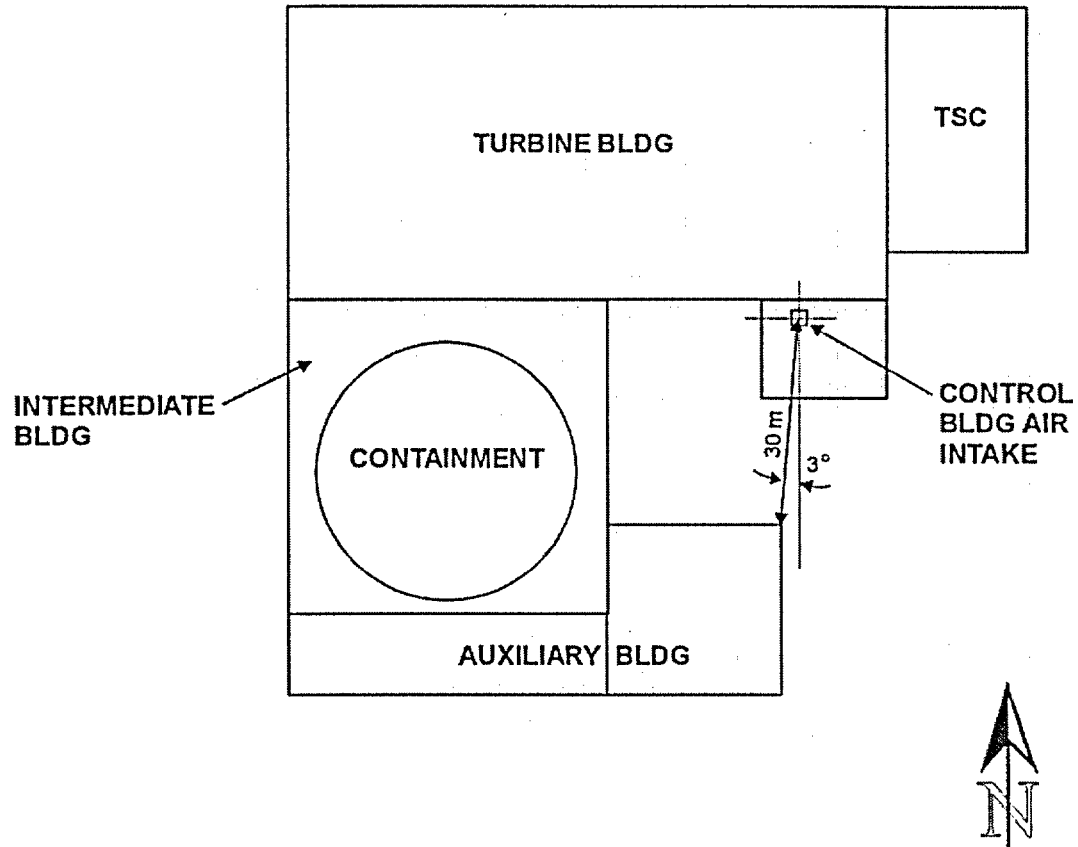 TURBINE BLDG
TSC
INTERMEDIATE
BLDG
CONTAINMENT
30 m
3°
CONTROL
BLDG AIR
INTAKE
AUXILIARY BLDG
N